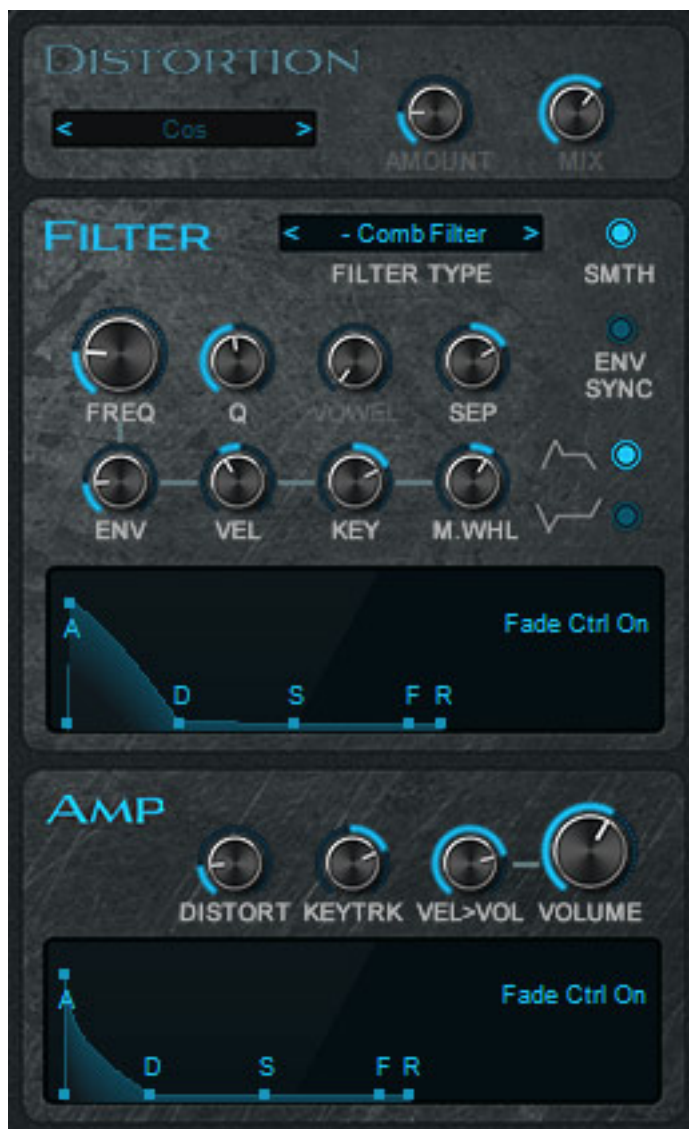 DISTORTION
< Cos >
AMOUNT MIX
FILTER
< - Comb Filter >
FILTER TYPE
SMTH
ENV
SYNC
FREQ Q VOWEL SEP
ENV VEL KEY M.WHL
Fade Ctrl On
A
D S F R
AMP
DISTORT KEYTRK VEL>VOL VOLUME
Fade Ctrl On
A
D S F R